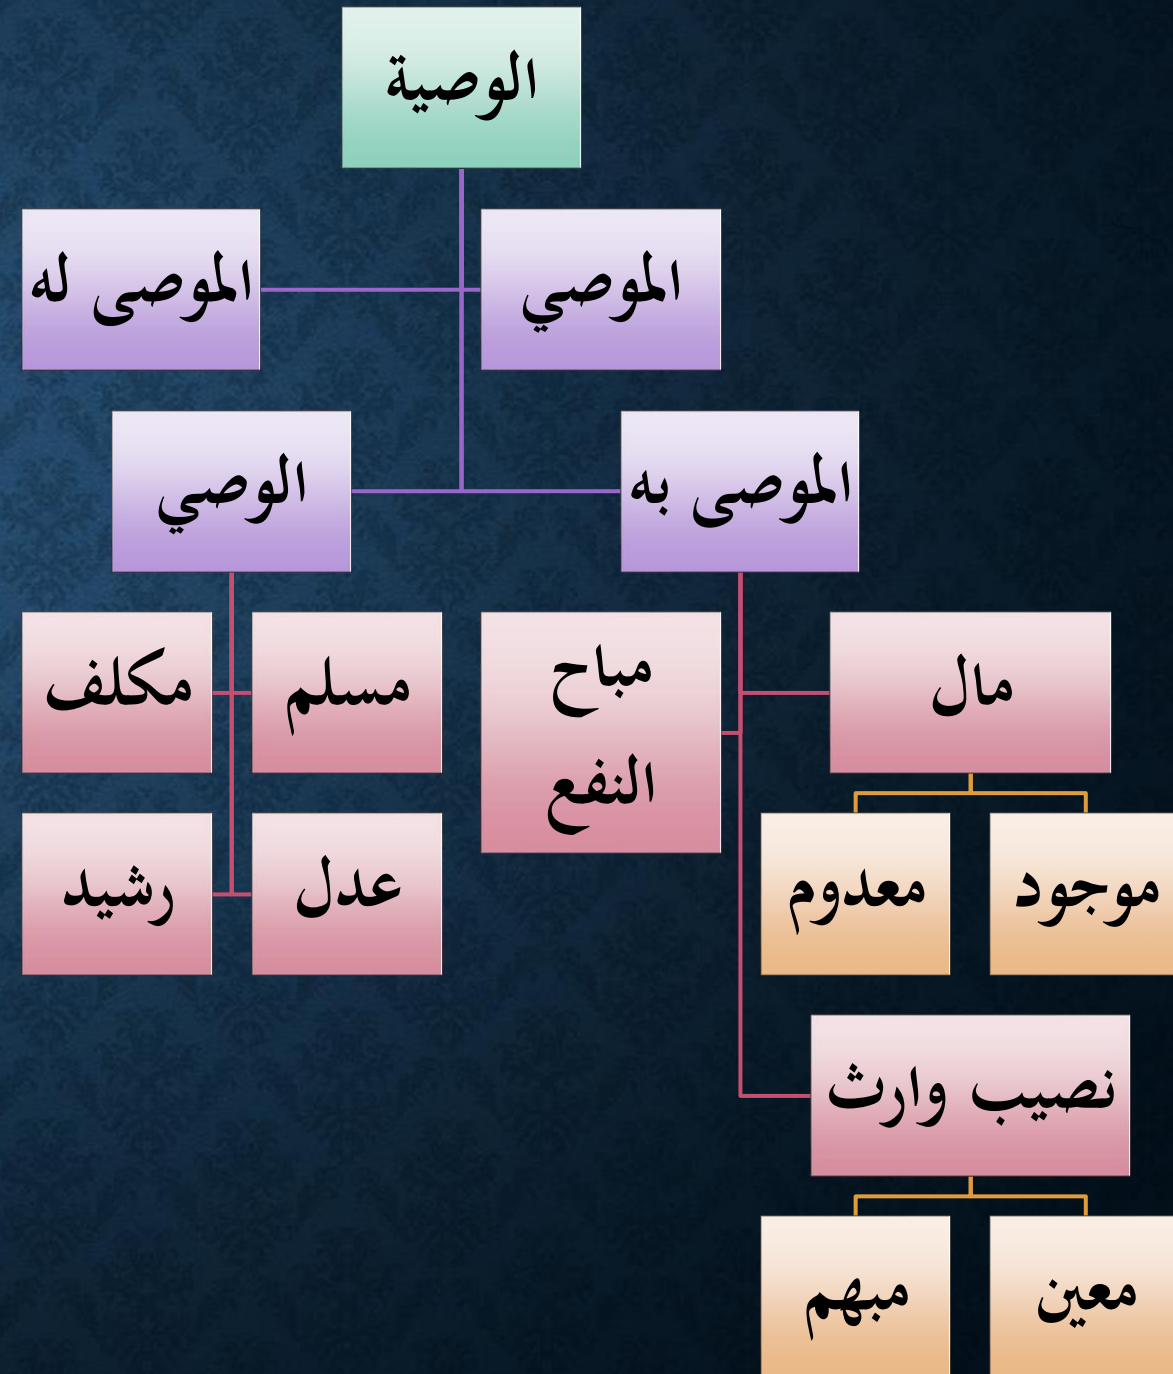 الوصية
الموصي
الموصى له
الموصى به
الوصي
مال
مباح
النفع
مسلم
مكلف
موجود
معدوم
عدل
رشيد
نصيب وارث
معين
مبهم